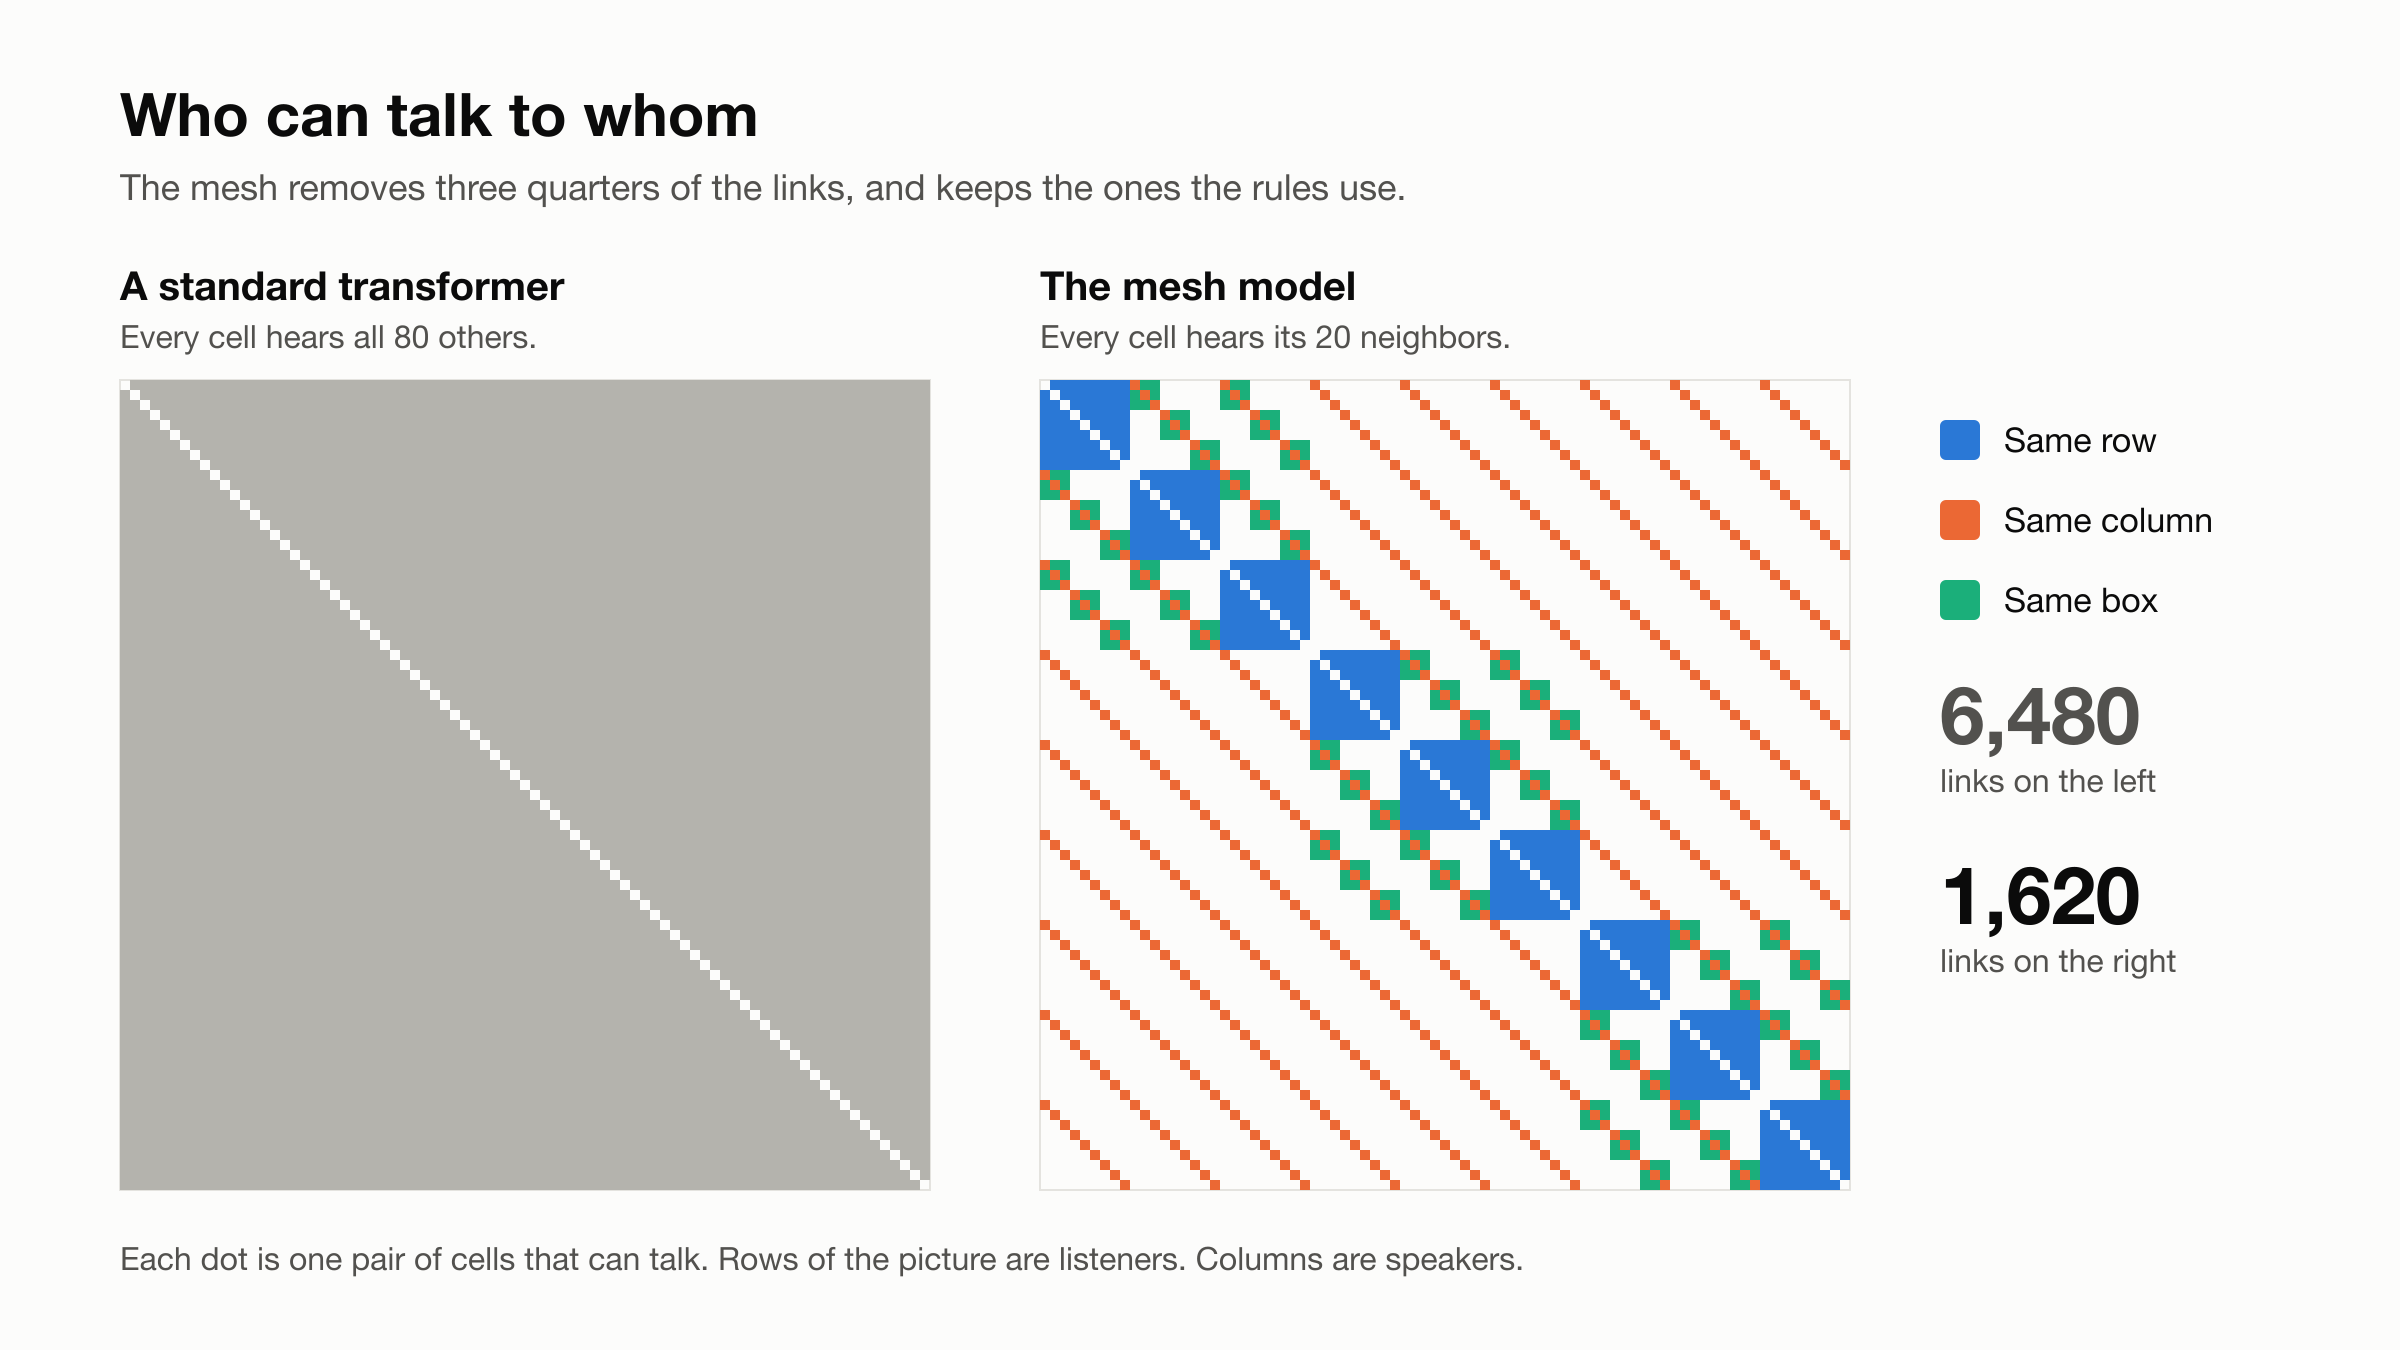 Who can talk to whom
The mesh removes three quarters of the links, and keeps the ones the rules use.
A standard transformer
Every cell hears all 80 others.
The mesh model
Every cell hears its 20 neighbors.
Same row
Same column
Same box
6,480
links on the left
1,620
links on the right
Each dot is one pair of cells that can talk. Rows of the picture are listeners. Columns are speakers.